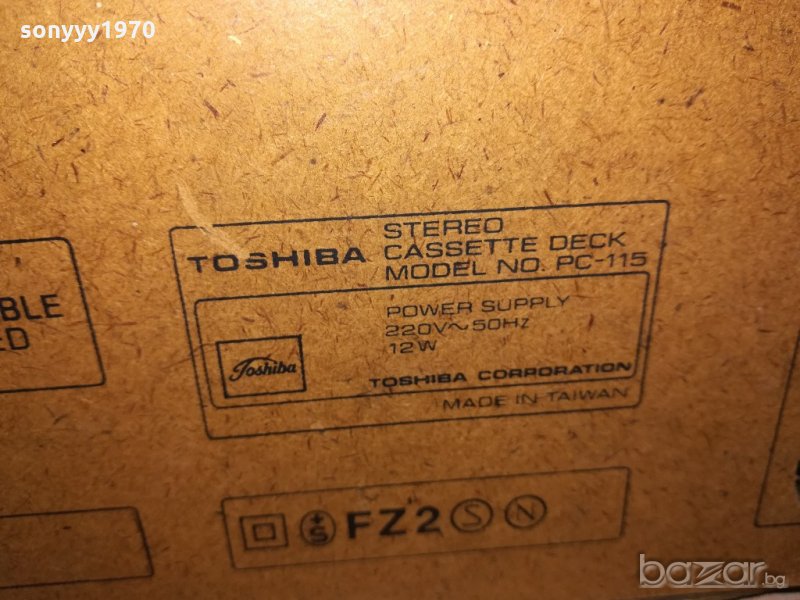 sonyyy1970
TOSHIBA
STEREO
CASSETTE DECK
MODEL NO. PC-115
POWER SUPPLY
220V~50Hz
12W
Toshiba
TOSHIBA CORPORATION
MADE IN TAIWAN
BLE
ED
+S FZ2 S N
bazar.bg